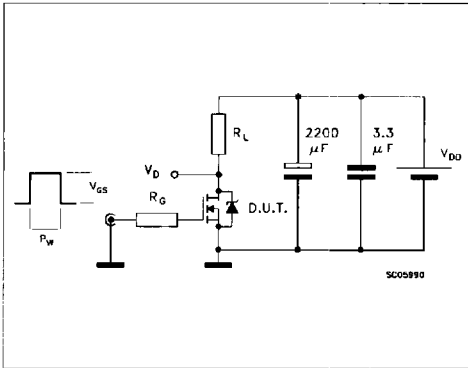 R_L
2200 μF
3.3 μF
V_DD
V_D
V_GS
R_G
D.U.T.
P_W
SC05990